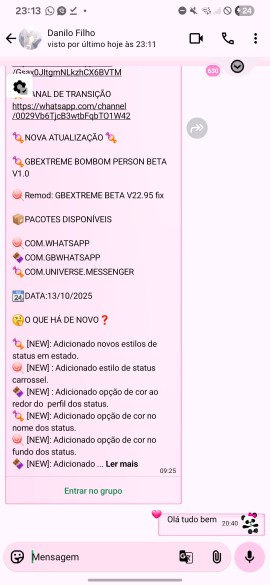 23:13
24
Danilo Filho
visto por último hoje às 23:11
/Gsax0JItgmNLkzhCX6BVTM
630
ANAL DE TRANSIÇÃO
https://whatsapp.com/channel
/0029Vb6TjcB3wtbFqbTO1W42
NOVA ATUALIZAÇÃO
GBEXTREME BOMBOM PERSON BETA
V1.0
Remod: GBEXTREME BETA V22.95 fix
PACOTES DISPONÍVEIS
COM.WHATSAPP
COM.GBWHATSAPP
COM.UNIVERSE.MESSENGER
DATA:13/10/2025
O QUE HÁ DE NOVO❓
[NEW]: Adicionado novos estilos de
status em estado.
[NEW] : Adicionado estilo de status
carrossel.
[NEW] : Adicionado opção de cor ao
redor do perfil dos status.
[NEW]: Adicionado opção de cor no
nome dos status.
[NEW]: Adicionado opção de cor no
fundo dos status.
[NEW]: Adicionado ... Ler mais
09:25
Entrar no grupo
Olá tudo bem 20:40
Mensagem